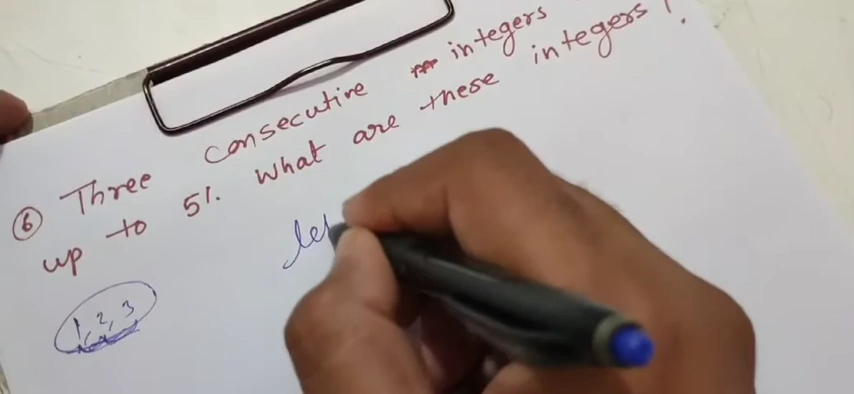 ⑥ Three consecutive integers
up to 51. What are these integers?
let
1, 2, 3